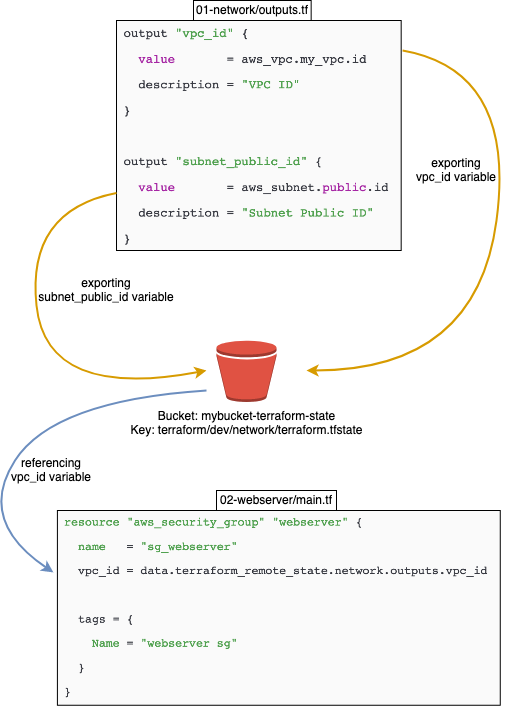 01-network/outputs.tf
output "vpc_id" {
value = aws_vpc.my_vpc.id
description = "VPC ID"
}
output "subnet_public_id" {
value = aws_subnet.public.id
description = "Subnet Public ID"
}
exporting
vpc_id variable
exporting
subnet_public_id variable
Bucket: mybucket-terraform-state
Key: terraform/dev/network/terraform.tfstate
referencing
vpc_id variable
02-webserver/main.tf
resource "aws_security_group" "webserver" {
name = "sg_webserver"
vpc_id = data.terraform_remote_state.network.outputs.vpc_id
tags = {
Name = "webserver sg"
}
}